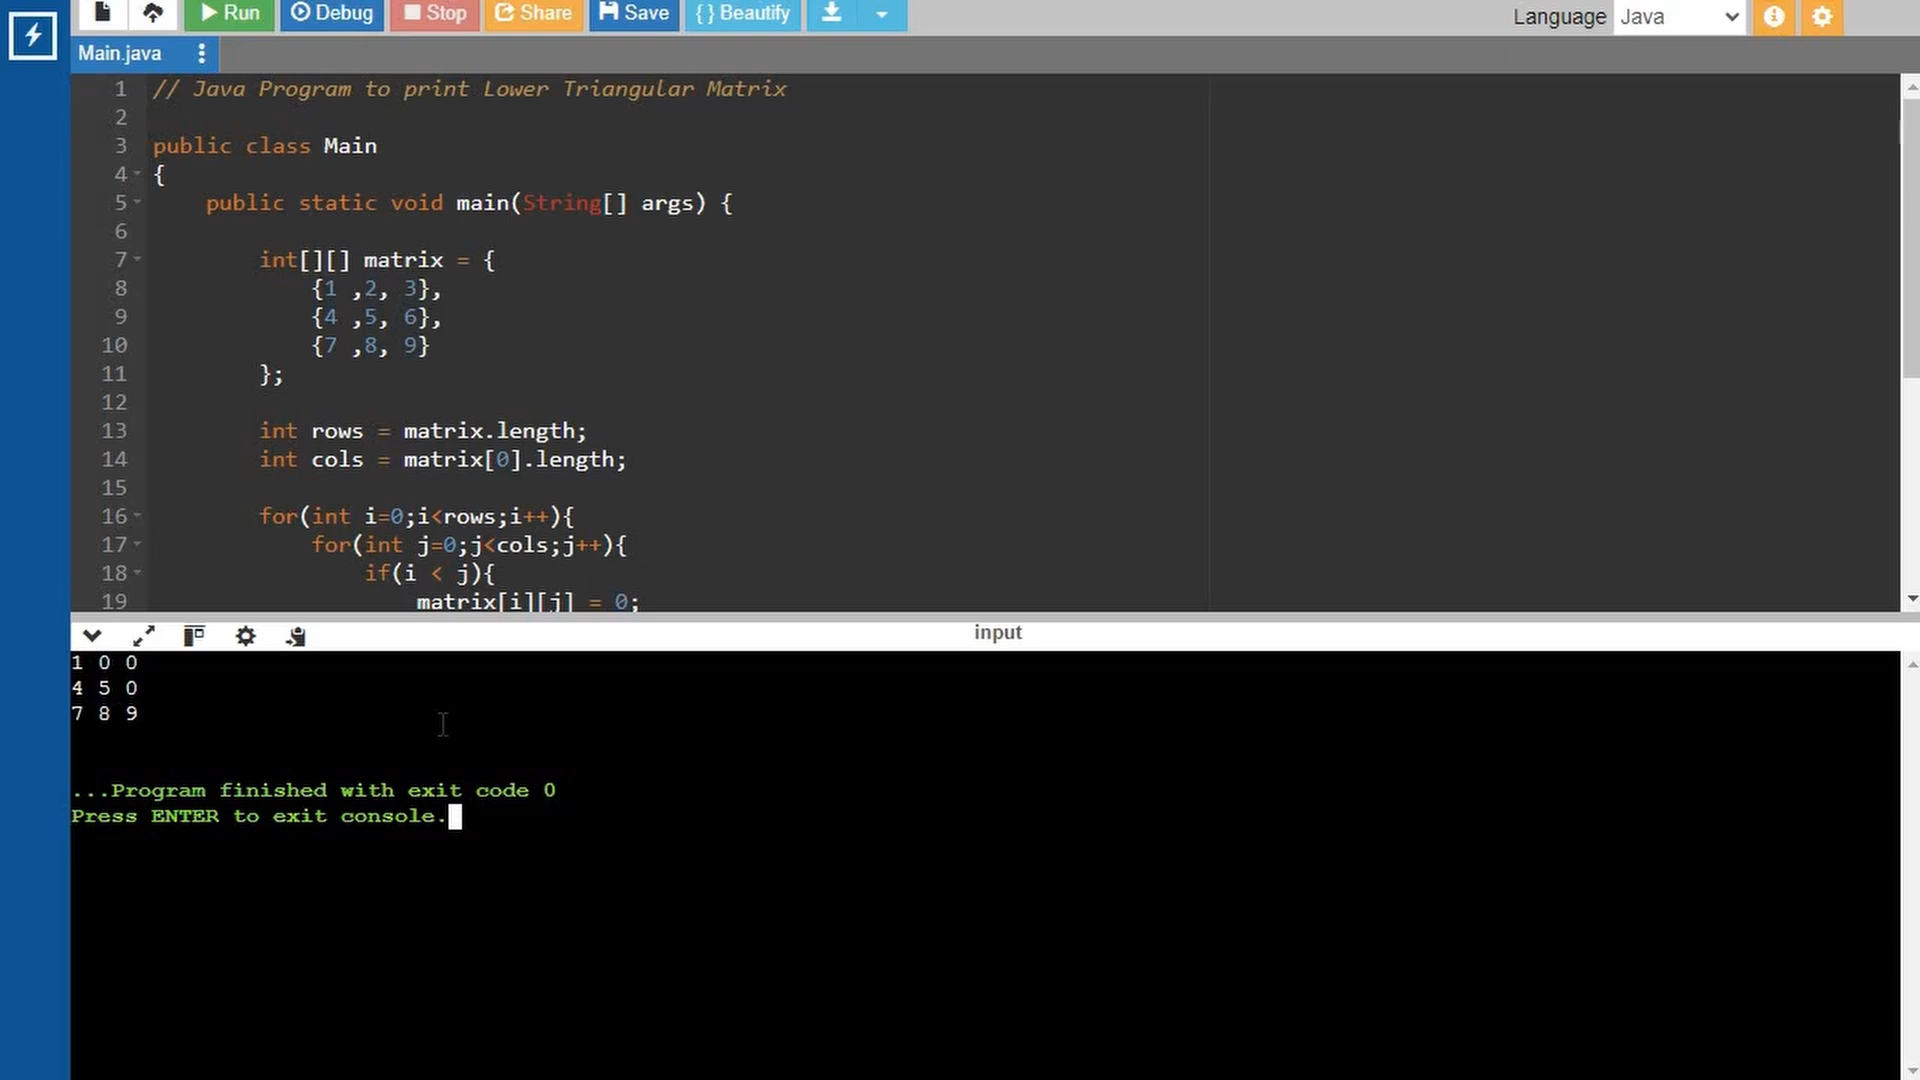 Run Debug Stop Share Save { } Beautify Language Java
Main.java
1 // Java Program to print Lower Triangular Matrix
2
3 public class Main
4 {
5 public static void main(String[] args) {
6
7 int[][] matrix = {
8 {1 ,2, 3},
9 {4 ,5, 6},
10 {7 ,8, 9}
11 };
12
13 int rows = matrix.length;
14 int cols = matrix[0].length;
15
16 for(int i=0;i<rows;i++){
17 for(int j=0;j<cols;j++){
18 if(i < j){
19 matrix[i][j] = 0;
input
1 0 0
4 5 0
7 8 9
...Program finished with exit code 0
Press ENTER to exit console.